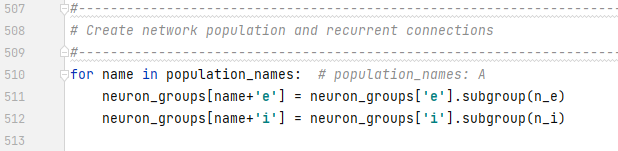 507 #---------------------------------------------------------------------
508 # Create network population and recurrent connections
509 #---------------------------------------------------------------------
510 for name in population_names:  # population_names: A
511     neuron_groups[name+'e'] = neuron_groups['e'].subgroup(n_e)
512     neuron_groups[name+'i'] = neuron_groups['i'].subgroup(n_i)
513